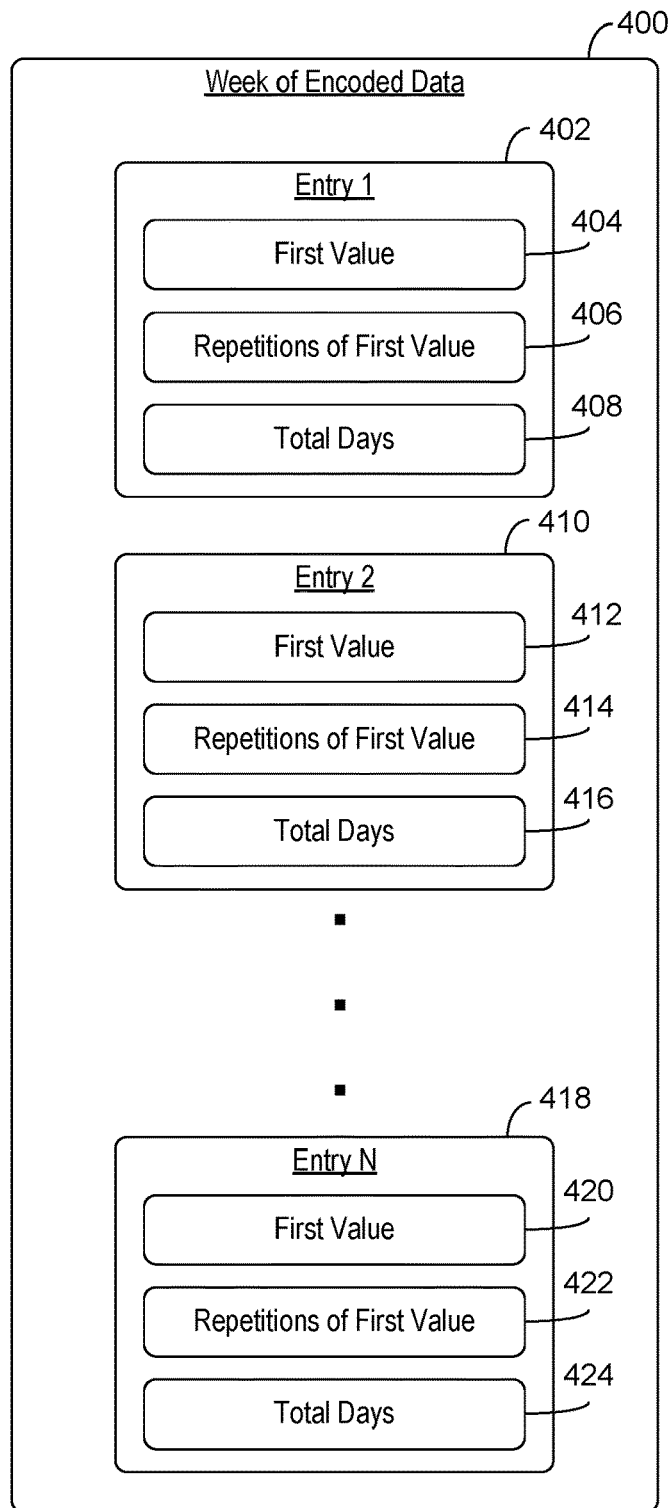 400
Week of Encoded Data
402
Entry 1
404
First Value
406
Repetitions of First Value
408
Total Days
410
Entry 2
412
First Value
414
Repetitions of First Value
416
Total Days
418
Entry N
420
First Value
422
Repetitions of First Value
424
Total Days